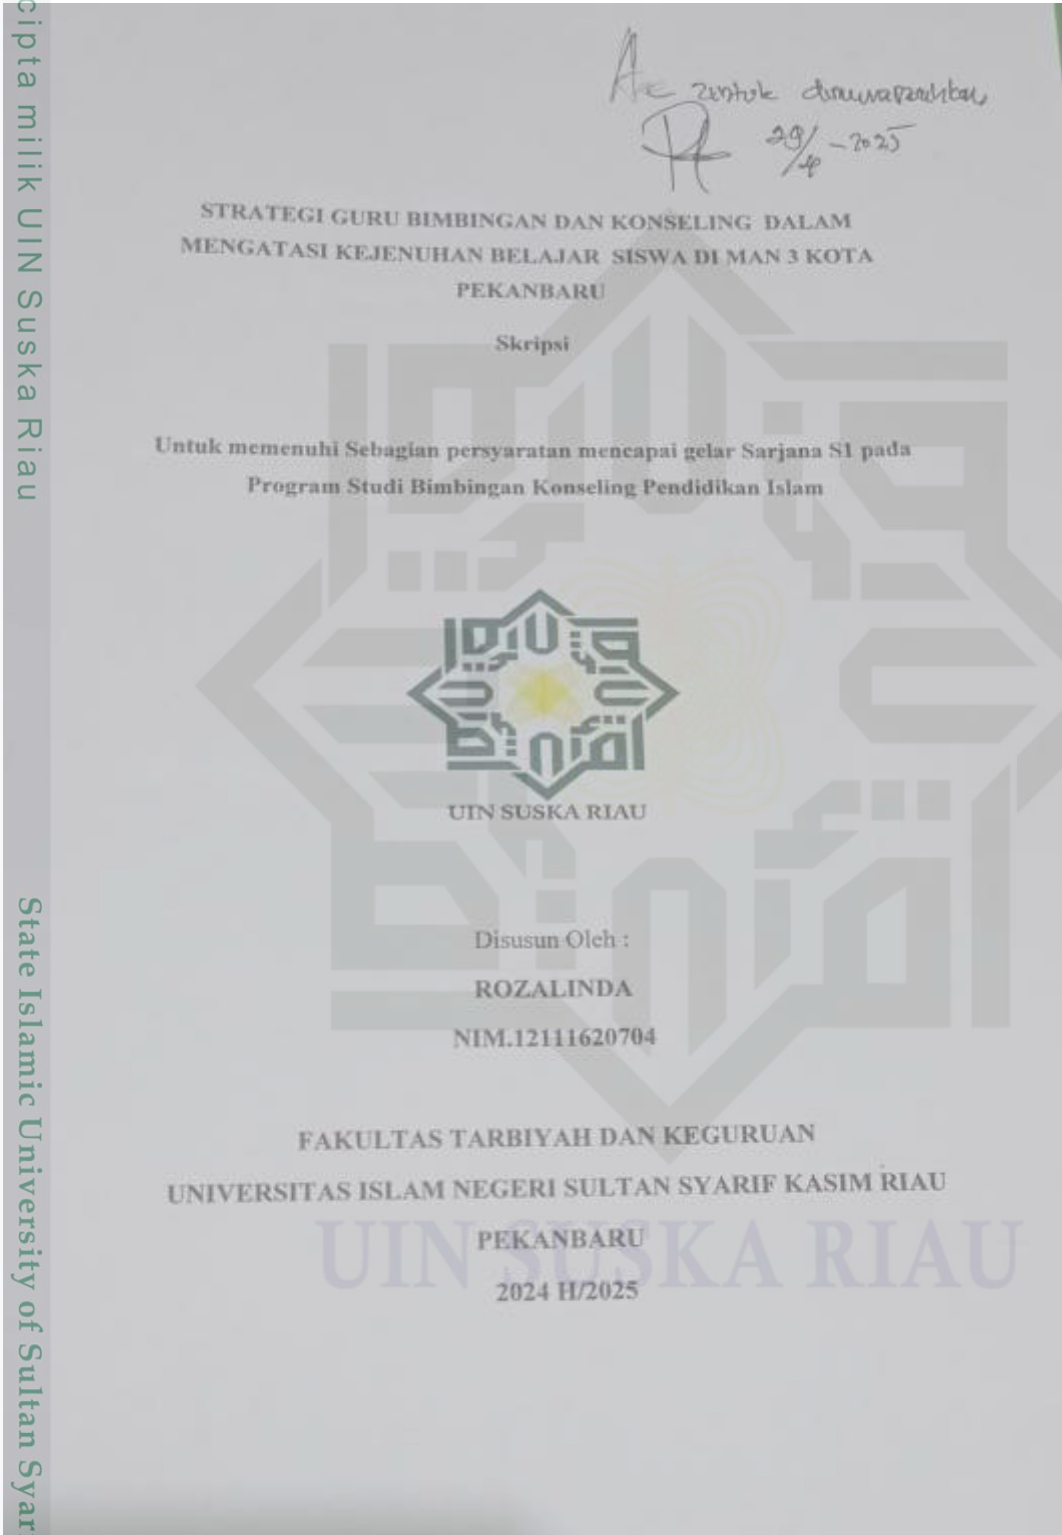 cipta milik UIN Suska Riau
State Islamic University of Sultan Syar
untuk
29/4 - 2025
STRATEGI GURU BIMBINGAN DAN KONSELING DALAM
MENGATASI KEJENUHAN BELAJAR SISWA DI MAN 3 KOTA
PEKANBARU
Skripsi
Untuk memenuhi Sebagian persyaratan mencapai gelar Sarjana S1 pada
Program Studi Bimbingan Konseling Pendidikan Islam
UIN SUSKA RIAU
Disusun Oleh :
ROZALINDA
NIM.12111620704
FAKULTAS TARBIYAH DAN KEGURUAN
UNIVERSITAS ISLAM NEGERI SULTAN SYARIF KASIM RIAU
PEKANBARU
UIN SUSKA RIAU
2024 H/2025